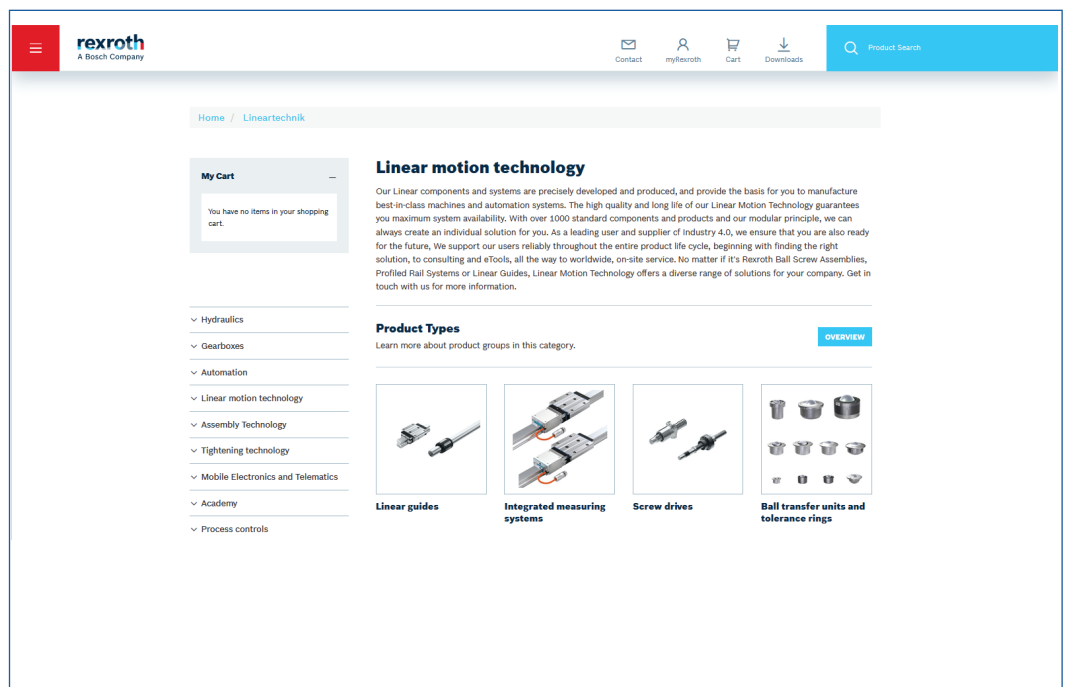 rexroth
A Bosch Company
Contact
myRexroth
Cart
Downloads
Product Search
Home / Lineartechnik
My Cart
You have no items in your shopping
cart.
Hydraulics
Gearboxes
Automation
Linear motion technology
Assembly Technology
Tightening technology
Mobile Electronics and Telematics
Academy
Process controls
Linear motion technology
Our Linear components and systems are precisely developed and produced, and provide the basis for you to manufacture
best-in-class machines and automation systems. The high quality and long life of our Linear Motion Technology guarantees
you maximum system availability. With over 1000 standard components and products and our modular principle, we can
always create an individual solution for you. As a leading user and supplier of Industry 4.0, we ensure that you are also ready
for the future, We support our users reliably throughout the entire product life cycle, beginning with finding the right
solution, to consulting and eTools, all the way to worldwide, on-site service. No matter if it's Rexroth Ball Screw Assemblies,
Profiled Rail Systems or Linear Guides, Linear Motion Technology offers a diverse range of solutions for your company. Get in
touch with us for more information.
Product Types
Learn more about product groups in this category.
OVERVIEW
Linear guides
Integrated measuring
systems
Screw drives
Ball transfer units and
tolerance rings